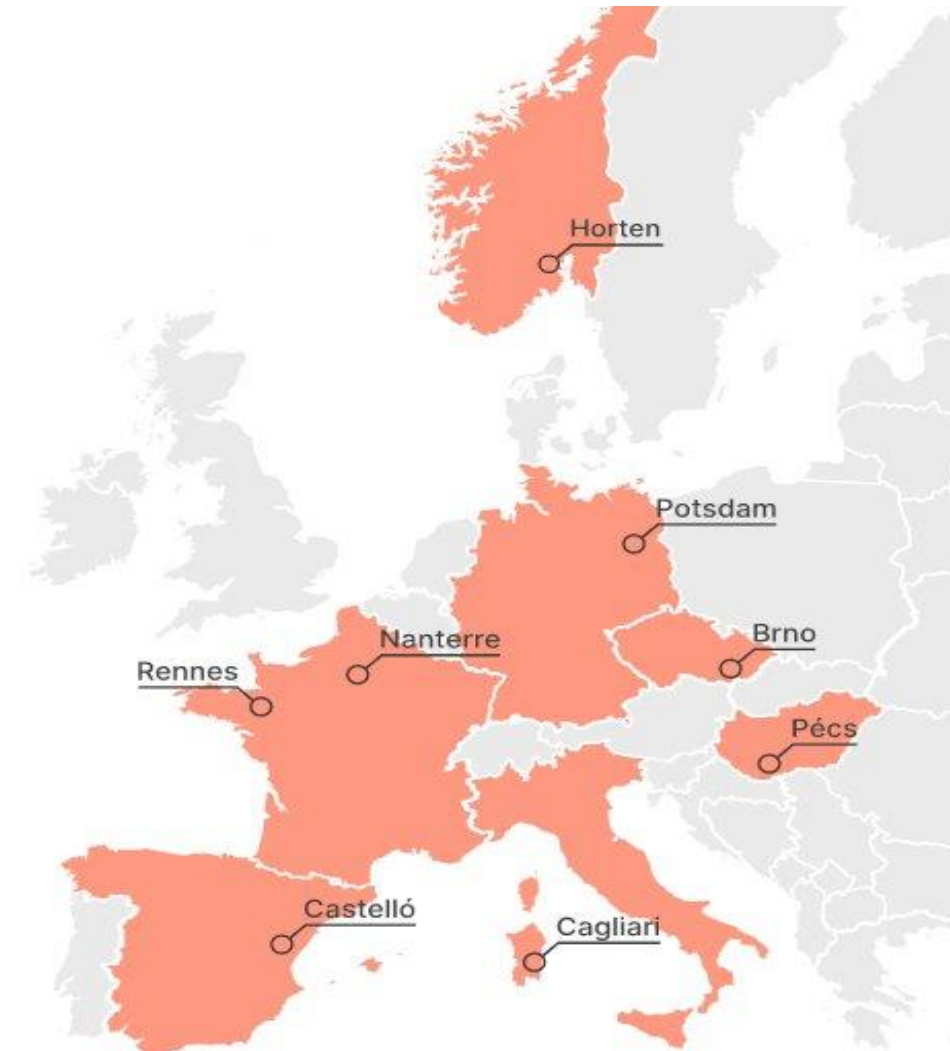 Horten
Potsdam
Nanterre
Brno
Rennes
Pécs
Castelló
Cagliari